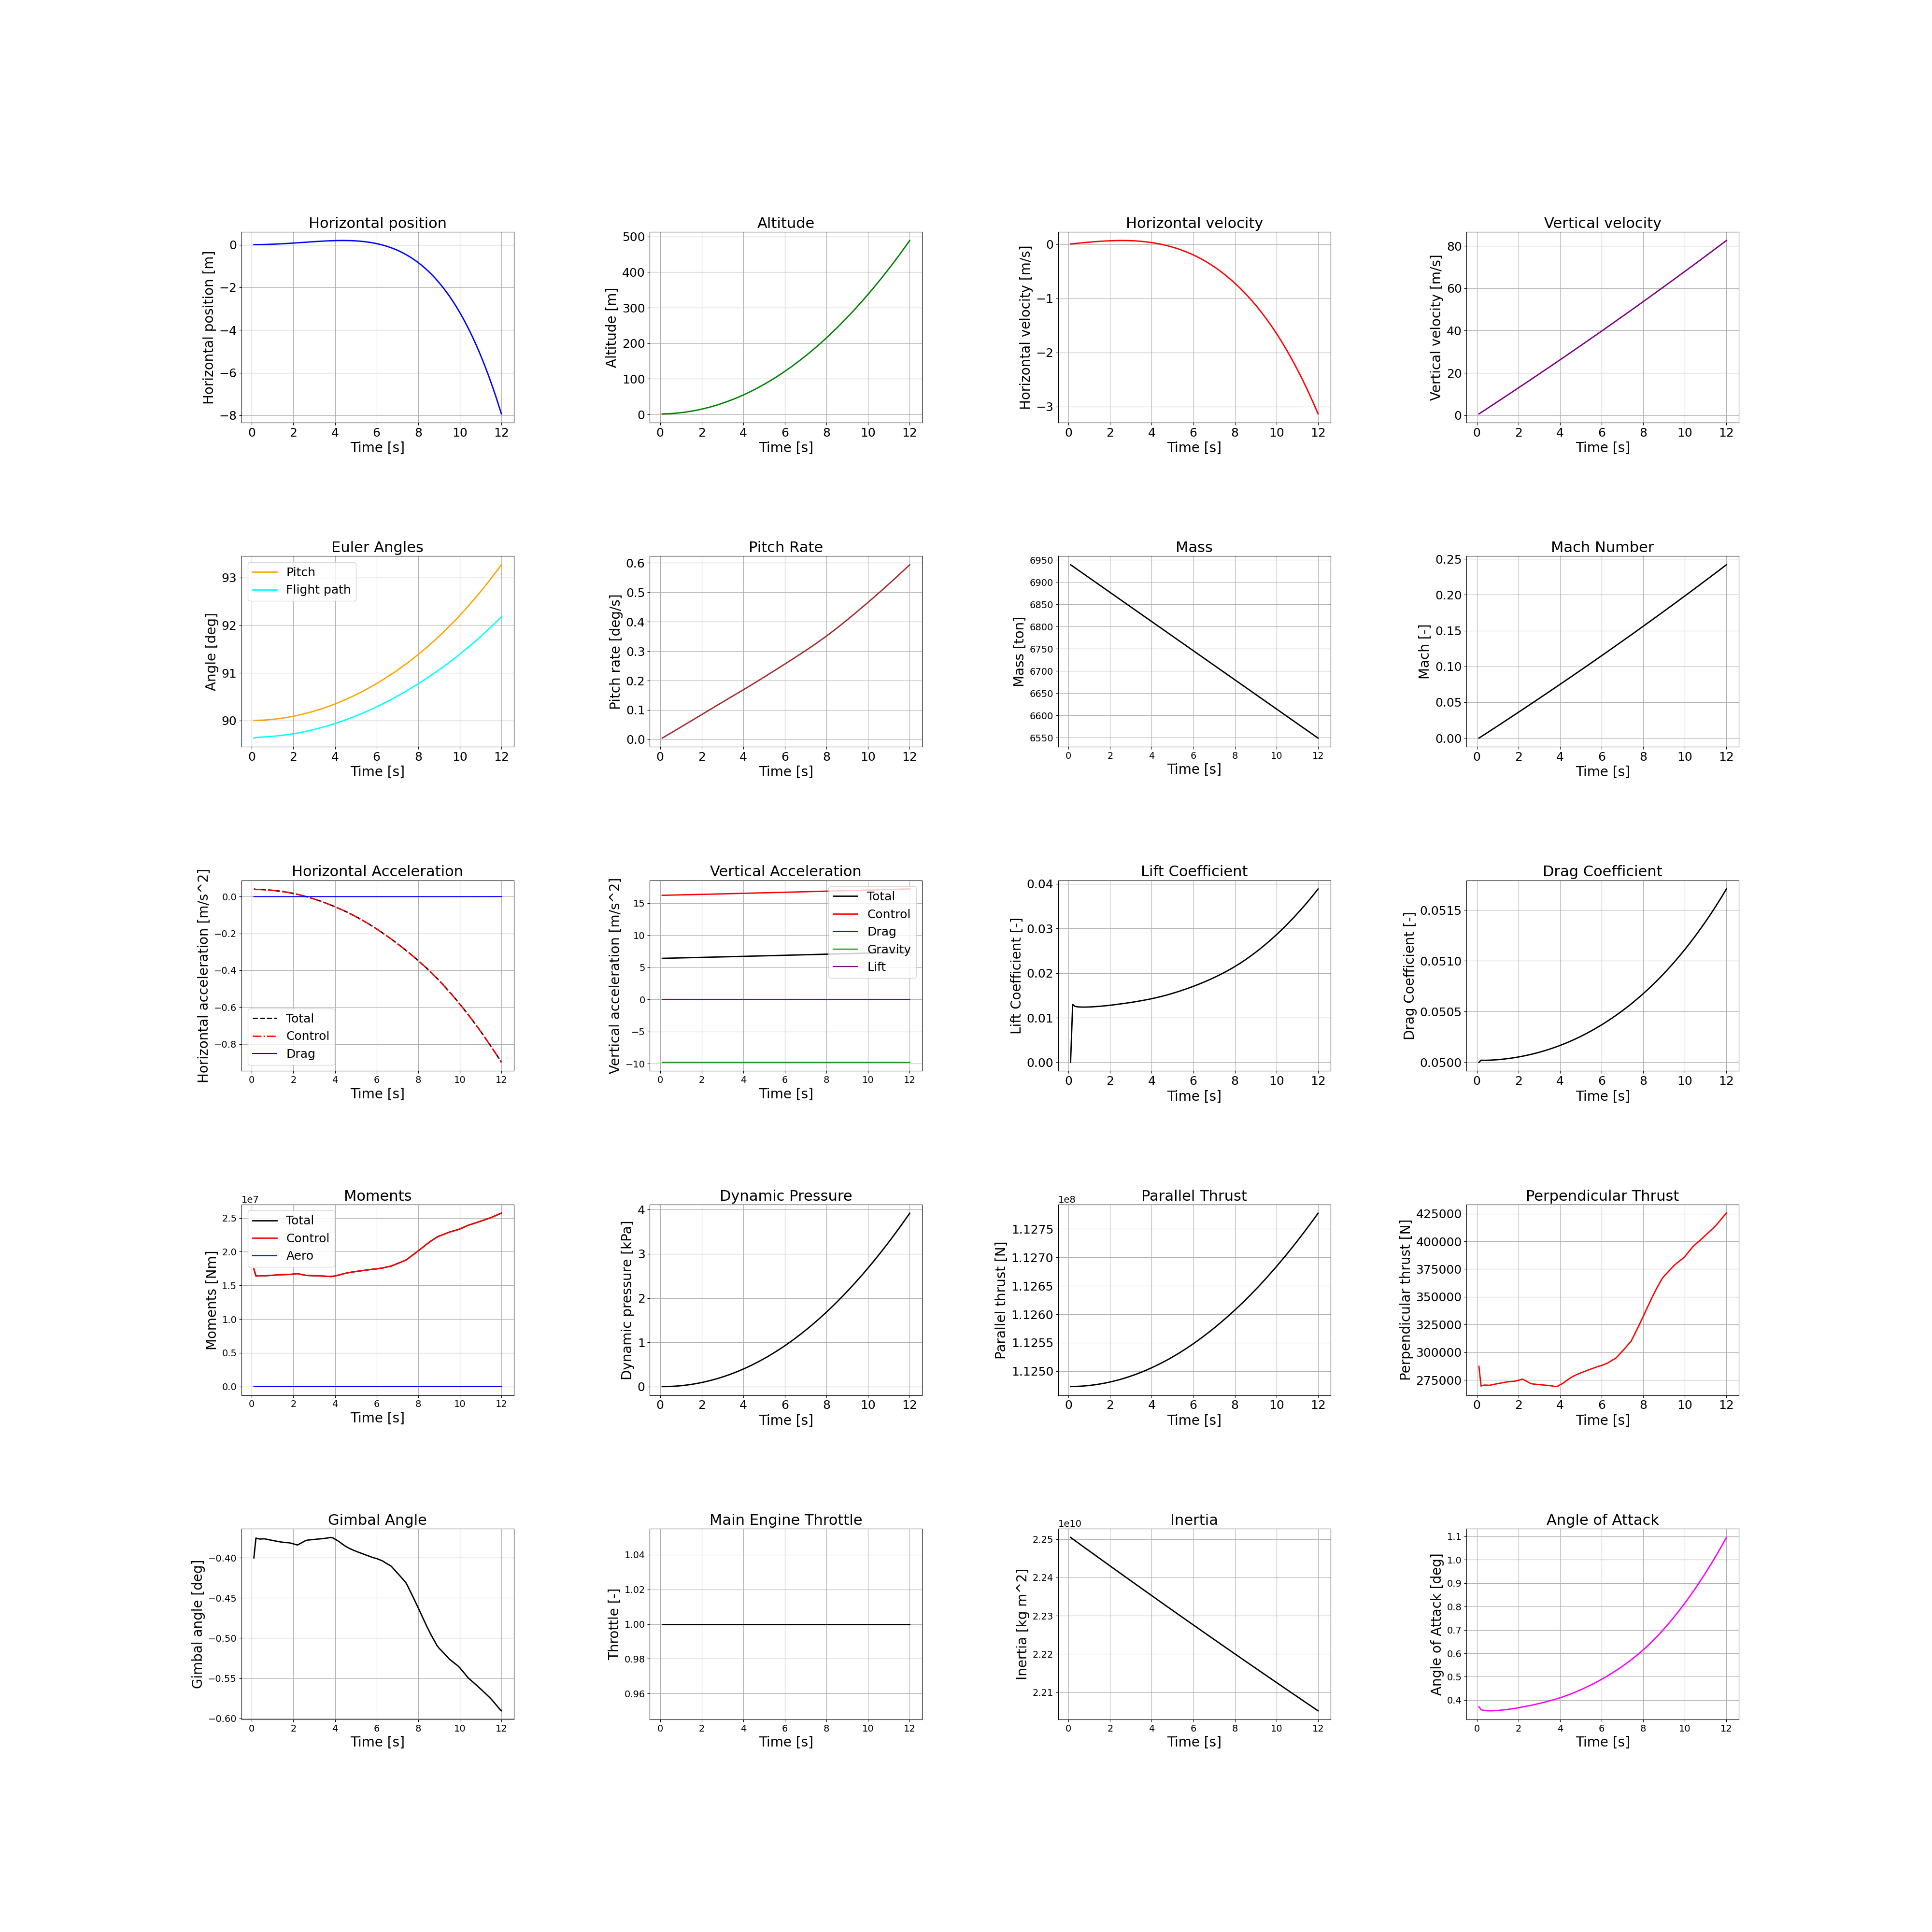 Horizontal position
Horizontal position [m]
0
−2
−4
−6
−8
0 2 4 6 8 10 12
Time [s]
Altitude
Altitude [m]
500
400
300
200
100
0
0 2 4 6 8 10 12
Time [s]
Horizontal velocity
Horizontal velocity [m/s]
0
−1
−2
−3
0 2 4 6 8 10 12
Time [s]
Vertical velocity
Vertical velocity [m/s]
80
60
40
20
0
0 2 4 6 8 10 12
Time [s]
Euler Angles
Angle [deg]
93
92
91
90
Pitch
Flight path
0 2 4 6 8 10 12
Time [s]
Pitch Rate
Pitch rate [deg/s]
0.6
0.5
0.4
0.3
0.2
0.1
0.0
0 2 4 6 8 10 12
Time [s]
Mass
Mass [ton]
6950
6900
6850
6800
6750
6700
6650
6600
6550
0 2 4 6 8 10 12
Time [s]
Mach Number
Mach [-]
0.25
0.20
0.15
0.10
0.05
0.00
0 2 4 6 8 10 12
Time [s]
Horizontal Acceleration
Horizontal acceleration [m/s^2]
0.0
−0.2
−0.4
−0.6
−0.8
Total
Control
Drag
0 2 4 6 8 10 12
Time [s]
Vertical Acceleration
Vertical acceleration [m/s^2]
15
10
5
0
−5
−10
Total
Control
Drag
Gravity
Lift
0 2 4 6 8 10 12
Time [s]
Lift Coefficient
Lift Coefficient [-]
0.04
0.03
0.02
0.01
0.00
0 2 4 6 8 10 12
Time [s]
Drag Coefficient
Drag Coefficient [-]
0.0515
0.0510
0.0505
0.0500
0 2 4 6 8 10 12
Time [s]
Moments
1e7
Moments [Nm]
2.5
2.0
1.5
1.0
0.5
0.0
Total
Control
Aero
0 2 4 6 8 10 12
Time [s]
Dynamic Pressure
Dynamic pressure [kPa]
4
3
2
1
0
0 2 4 6 8 10 12
Time [s]
Parallel Thrust
1e8
Parallel thrust [N]
1.1275
1.1270
1.1265
1.1260
1.1255
1.1250
0 2 4 6 8 10 12
Time [s]
Perpendicular Thrust
Perpendicular thrust [N]
425000
400000
375000
350000
325000
300000
275000
0 2 4 6 8 10 12
Time [s]
Gimbal Angle
Gimbal angle [deg]
−0.40
−0.45
−0.50
−0.55
−0.60
0 2 4 6 8 10 12
Time [s]
Main Engine Throttle
Throttle [-]
1.04
1.02
1.00
0.98
0.96
0 2 4 6 8 10 12
Time [s]
Inertia
1e10
Inertia [kg m^2]
2.25
2.24
2.23
2.22
2.21
0 2 4 6 8 10 12
Time [s]
Angle of Attack
Angle of Attack [deg]
1.1
1.0
0.9
0.8
0.7
0.6
0.5
0.4
0 2 4 6 8 10 12
Time [s]